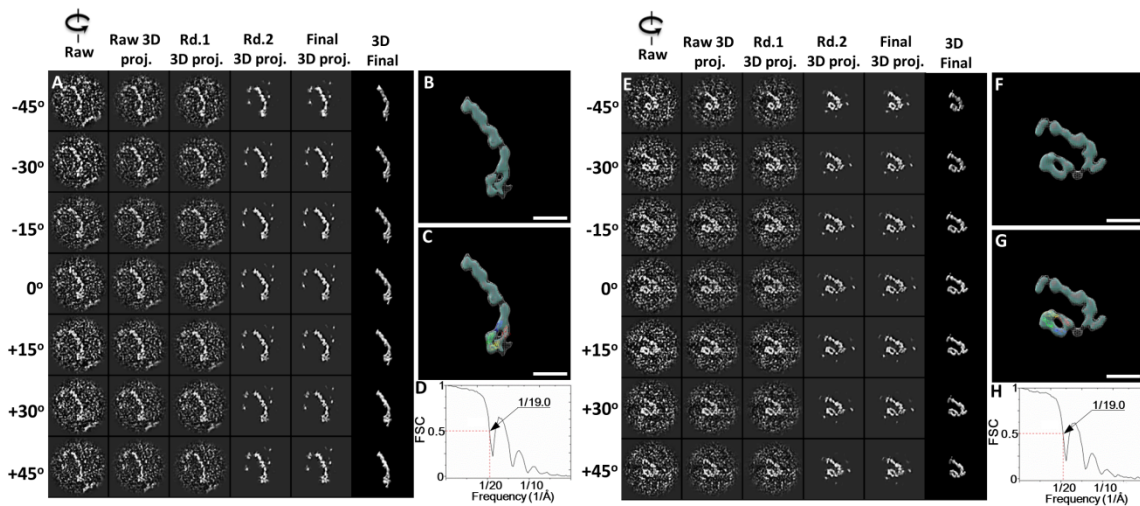 Raw
Raw 3D proj.
Rd.1 3D proj.
Rd.2 3D proj.
Final 3D proj.
3D Final
A
-45º
-30º
-15º
0º
+15º
+30º
+45º
B
C
D
1
0.5
0
FSC
1/19.0
1/20
1/10
Frequency (1/Å)
Raw
Raw 3D proj.
Rd.1 3D proj.
Rd.2 3D proj.
Final 3D proj.
3D Final
E
-45º
-30º
-15º
0º
+15º
+30º
+45º
F
G
H
1
0.5
0
FSC
1/19.0
1/20
1/10
Frequency (1/Å)